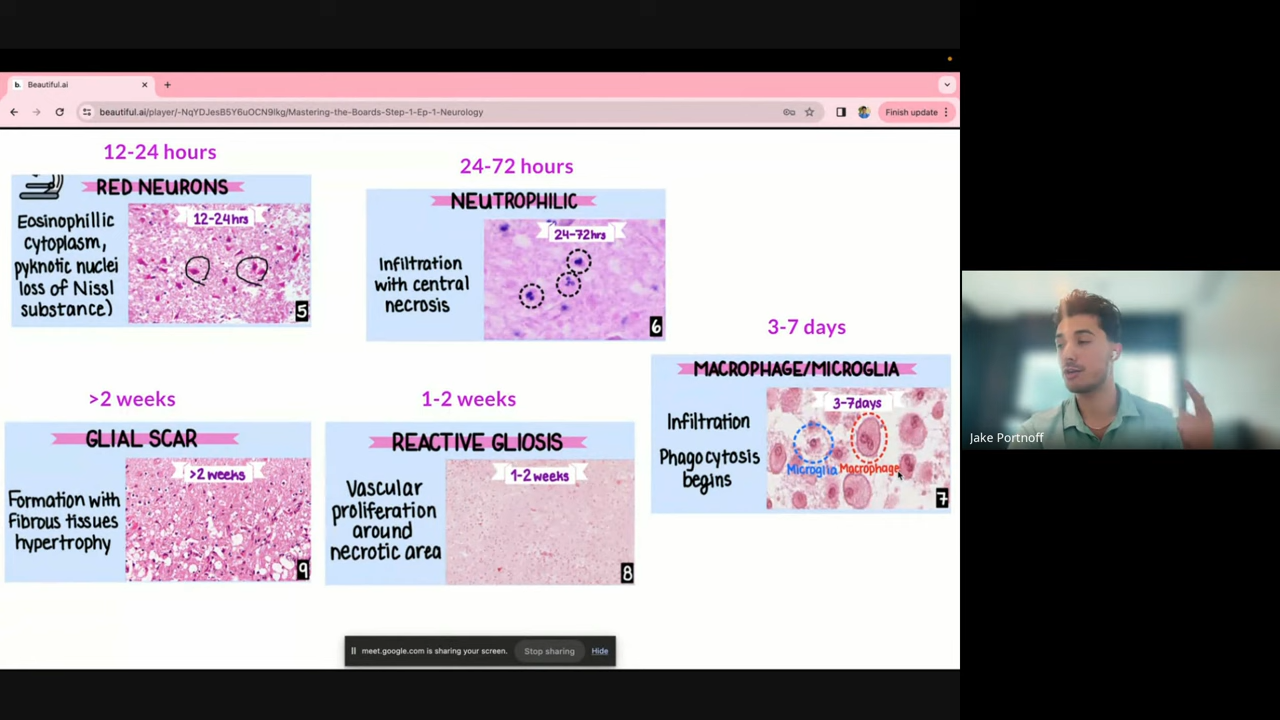 b. Beautiful.ai
beautiful.ai/player/-NqYDJesB5Y6uOCN9lkg/Mastering-the-Boards-Step-1-Ep-1-Neurology
Finish update
12-24 hours
RED NEURONS
Eosinophillic
cytoplasm,
pyknotic nuclei
loss of Nissl
substance)
12-24hrs
5
24-72 hours
NEUTROPHILIC
Infiltration
with central
necrosis
24-72hrs
6
3-7 days
MACROPHAGE/MICROGLIA
Infiltration
Phagocytosis
begins
3-7days
Microglia Macrophage
7
>2 weeks
GLIAL SCAR
Formation with
fibrous tissues
hypertrophy
>2 weeks
9
1-2 weeks
REACTIVE GLIOSIS
Vascular
proliferation
around
necrotic area
1-2 weeks
8
meet.google.com is sharing your screen.
Stop sharing
Hide
Jake Portnoff